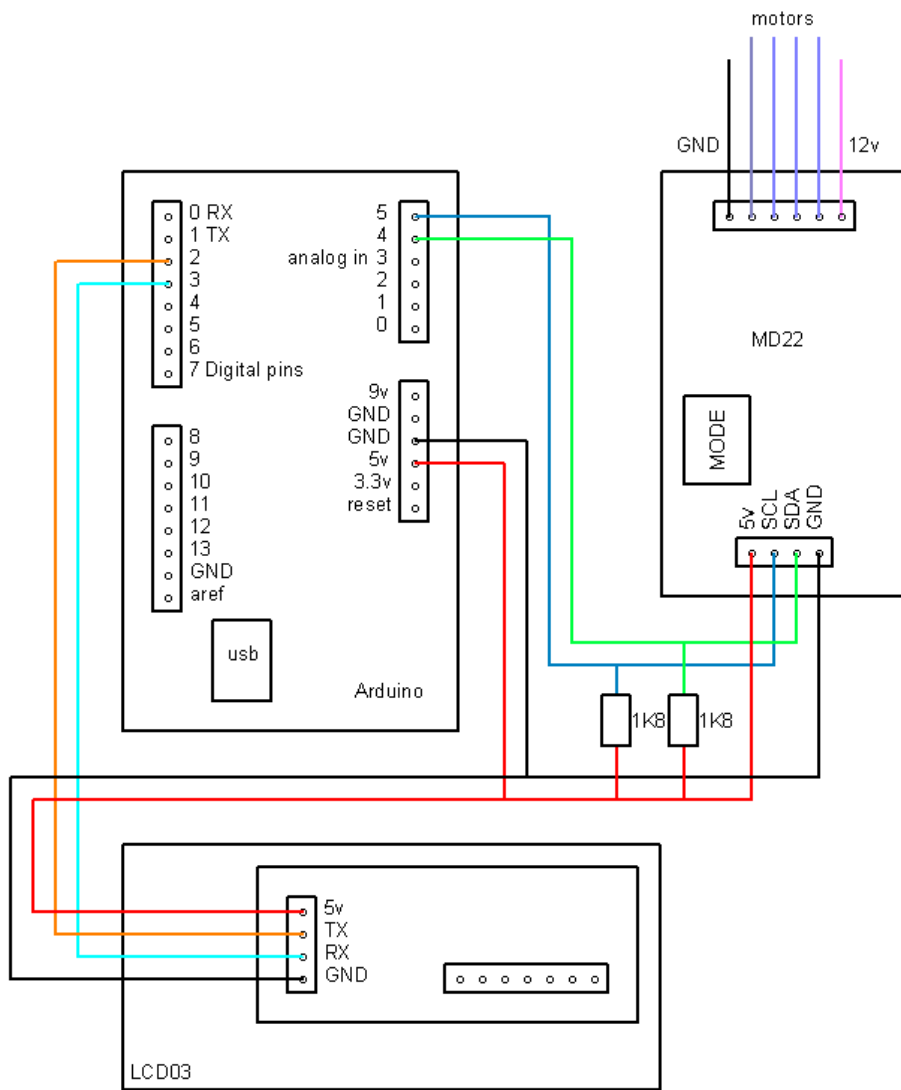 motors
GND
12v
0 RX
1 TX
2
3
4
5
6
7 Digital pins
8
9
10
11
12
13
GND
aref
usb
Arduino
5
4
analog in 3
2
1
0
9v
GND
GND
5v
3.3v
reset
MD22
MODE
5v
SCL
SDA
GND
1K8
1K8
5v
TX
RX
GND
LCD03